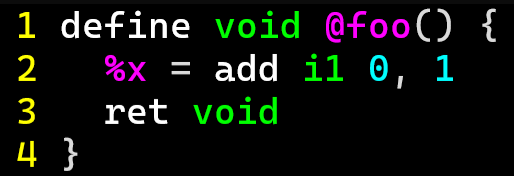 1 define void @foo() {
2   %x = add i1 0, 1
3   ret void
4 }